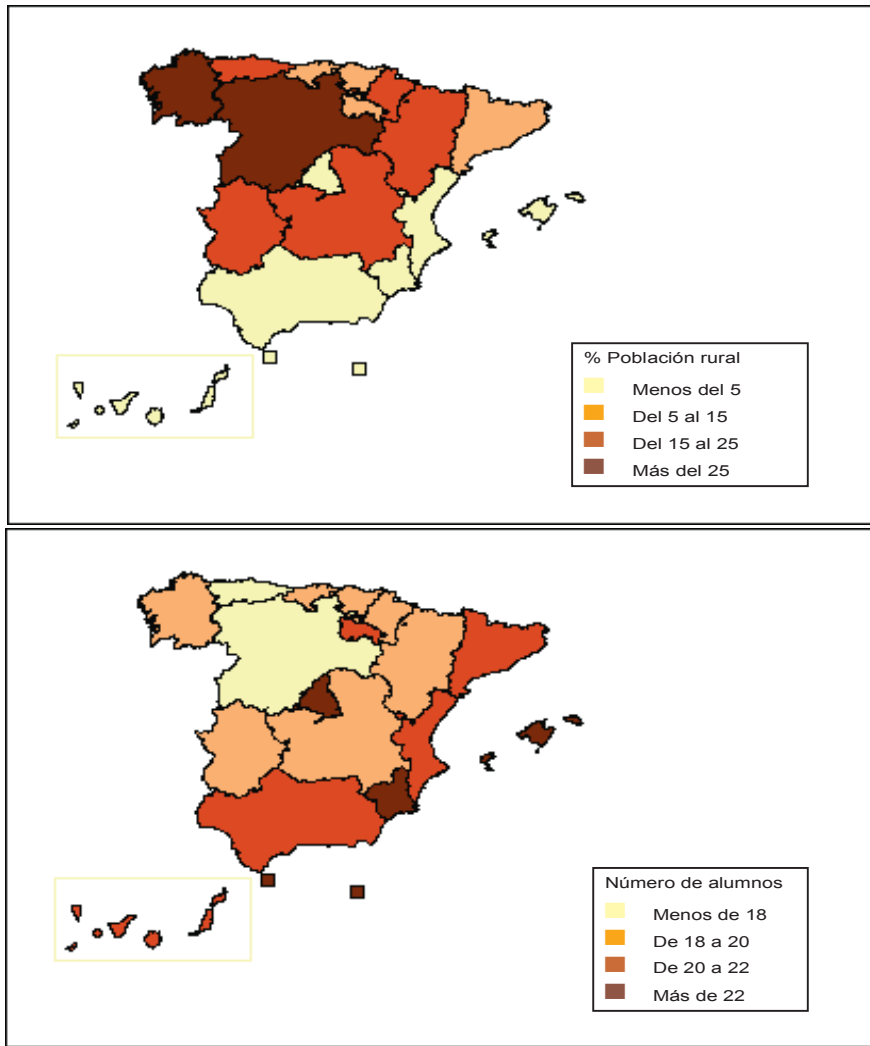 % Población rural
Menos del 5
Del 5 al 15
Del 15 al 25
Más del 25
Número de alumnos
Menos de 18
De 18 a 20
De 20 a 22
Más de 22